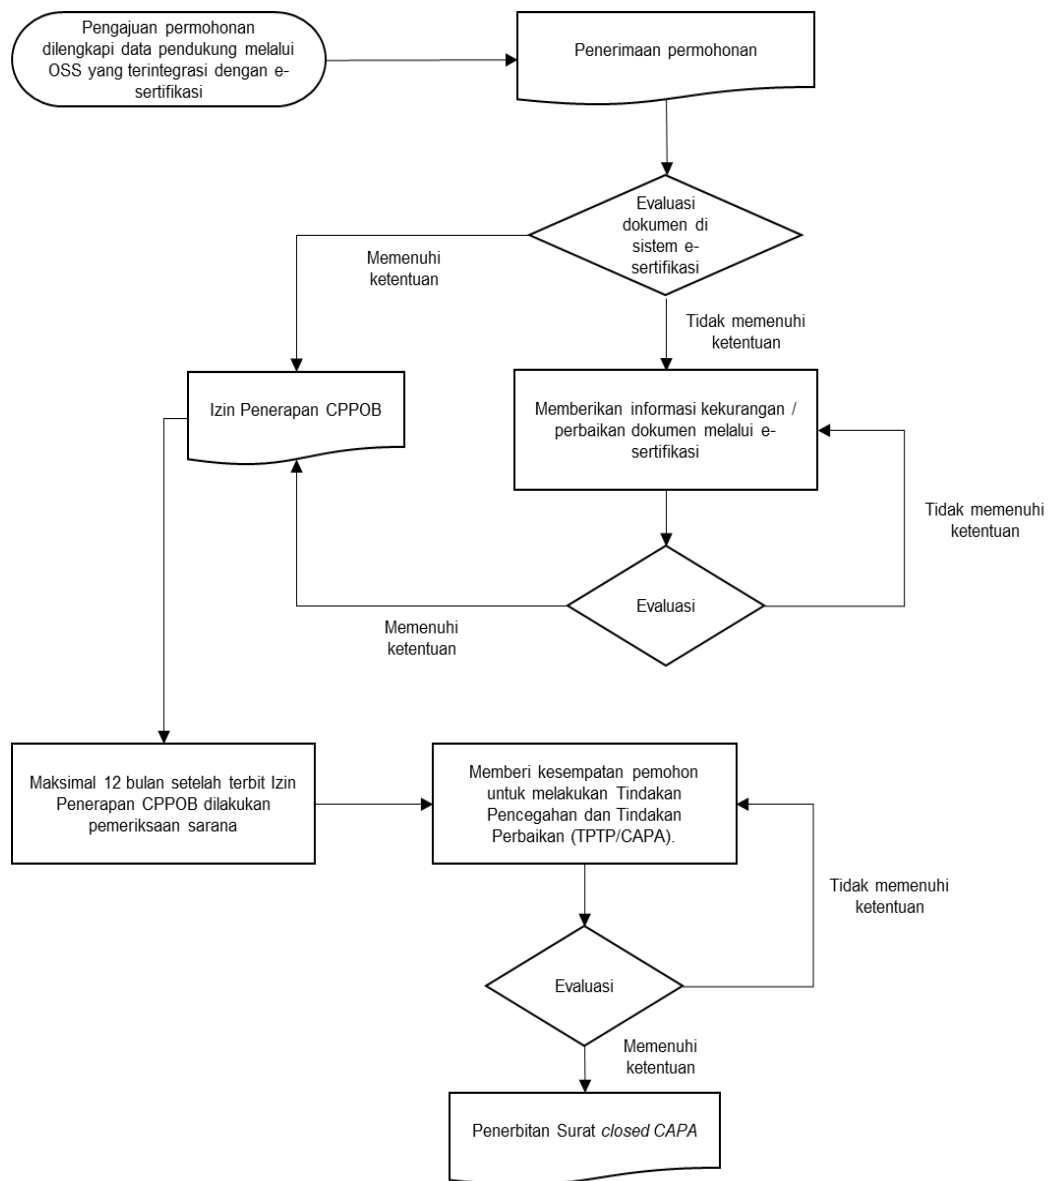 Pengajuan permohonan
dilengkapi data pendukung melalui
OSS yang terintegrasi dengan e-
sertifikasi
Penerimaan permohonan
Evaluasi
dokumen di
sistem e-
sertifikasi
Memenuhi
ketentuan
Tidak memenuhi
ketentuan
Izin Penerapan CPPOB
Memberikan informasi kekurangan /
perbaikan dokumen melalui e-
sertifikasi
Tidak memenuhi
ketentuan
Evaluasi
Memenuhi
ketentuan
Maksimal 12 bulan setelah terbit Izin
Penerapan CPPOB dilakukan
pemeriksaan sarana
Memberi kesempatan pemohon
untuk melakukan Tindakan
Pencegahan dan Tindakan
Perbaikan (TPTP/CAPA).
Tidak memenuhi
ketentuan
Evaluasi
Memenuhi
ketentuan
Penerbitan Surat closed CAPA